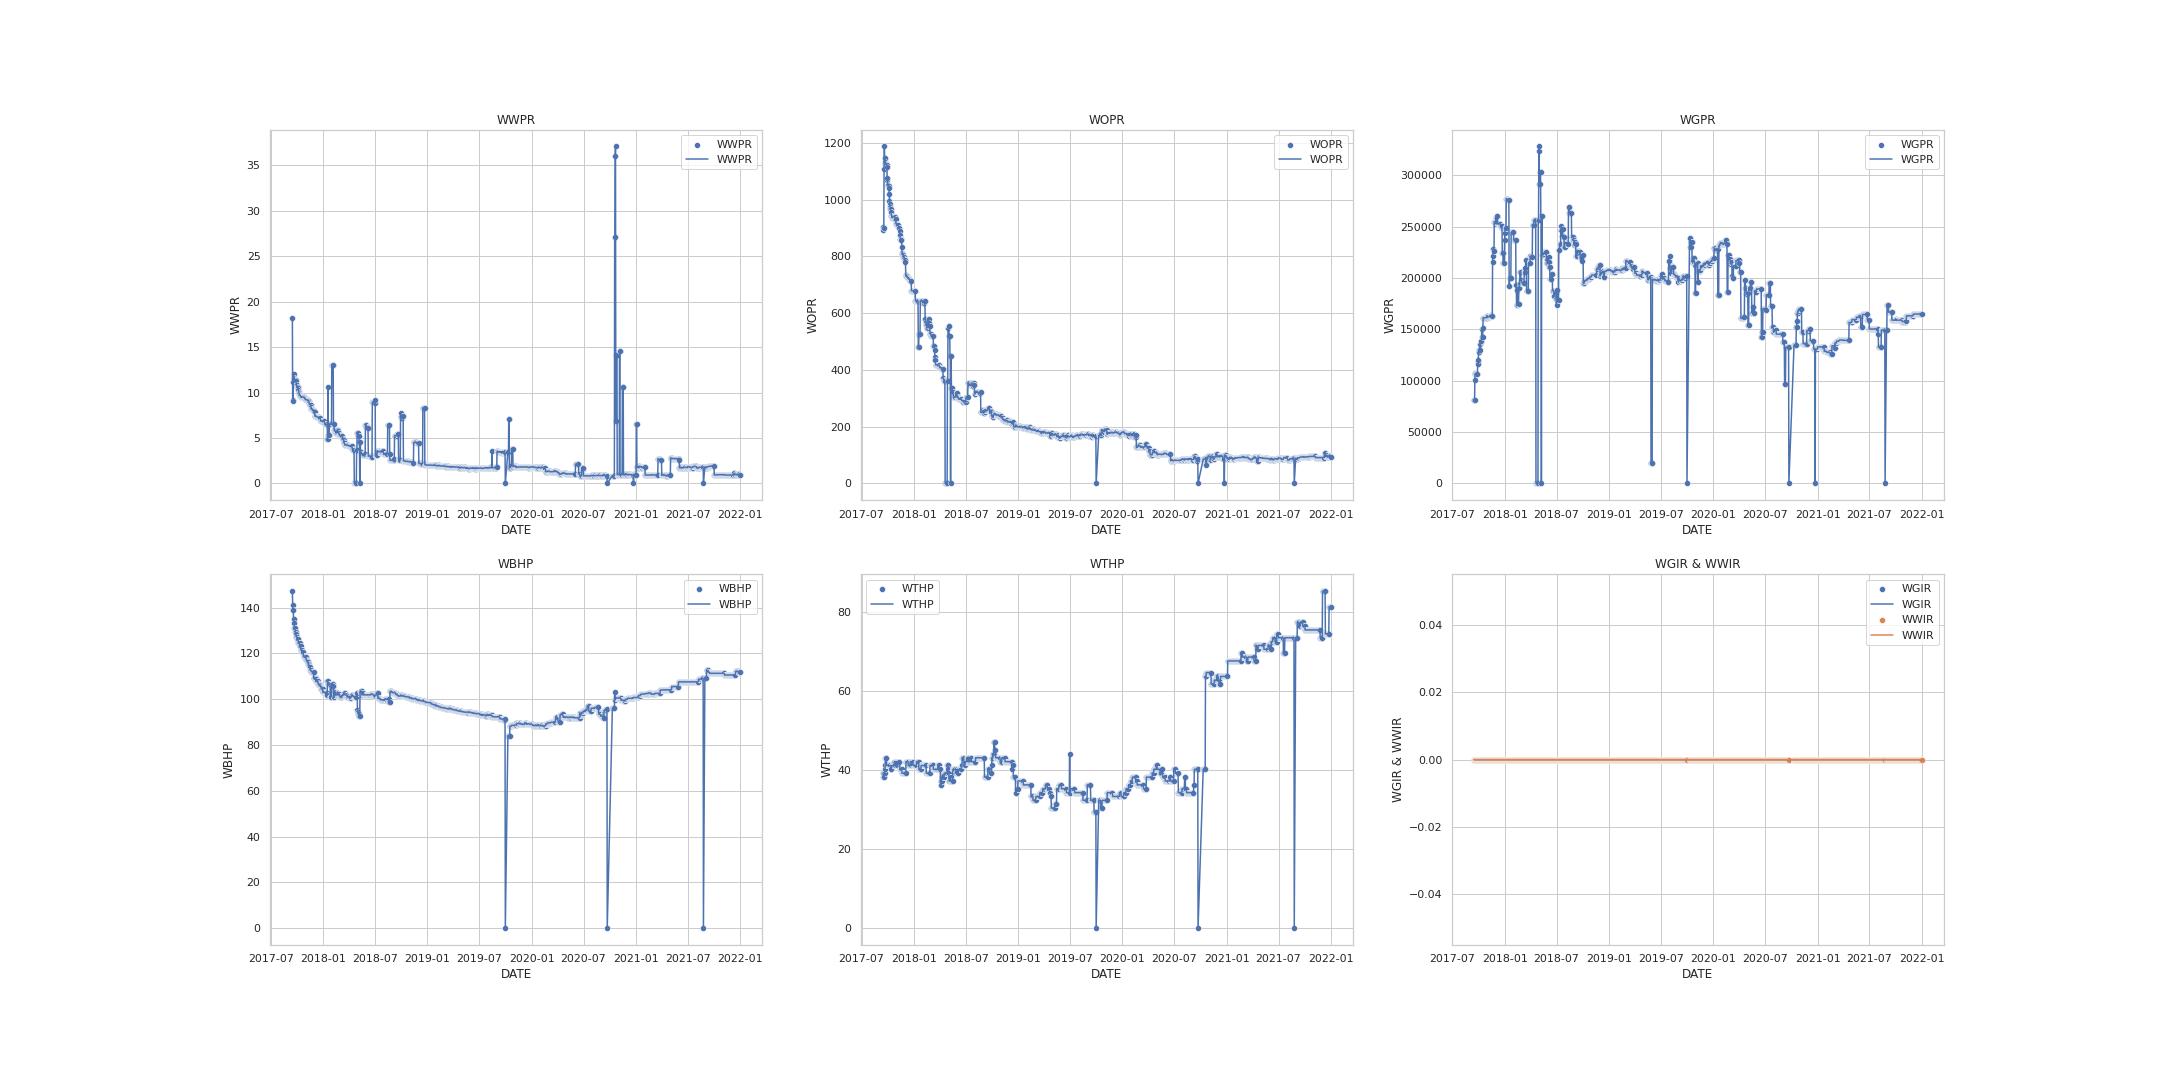 WWPR
WWPR
WWPR
35
30
25
20
15
10
5
0
WWPR
2017-07 2018-01 2018-07 2019-01 2019-07 2020-01 2020-07 2021-01 2021-07 2022-01
DATE
WOPR
WOPR
WOPR
1200
1000
800
600
400
200
0
WOPR
2017-07 2018-01 2018-07 2019-01 2019-07 2020-01 2020-07 2021-01 2021-07 2022-01
DATE
WGPR
WGPR
WGPR
300000
250000
200000
150000
100000
50000
0
WGPR
2017-07 2018-01 2018-07 2019-01 2019-07 2020-01 2020-07 2021-01 2021-07 2022-01
DATE
WBHP
WBHP
WBHP
140
120
100
80
60
40
20
0
WBHP
2017-07 2018-01 2018-07 2019-01 2019-07 2020-01 2020-07 2021-01 2021-07 2022-01
DATE
WTHP
WTHP
WTHP
80
60
40
20
0
WTHP
2017-07 2018-01 2018-07 2019-01 2019-07 2020-01 2020-07 2021-01 2021-07 2022-01
DATE
WGIR & WWIR
WGIR
WGIR
WWIR
WWIR
0.04
0.02
0.00
−0.02
−0.04
WGIR & WWIR
2017-07 2018-01 2018-07 2019-01 2019-07 2020-01 2020-07 2021-01 2021-07 2022-01
DATE